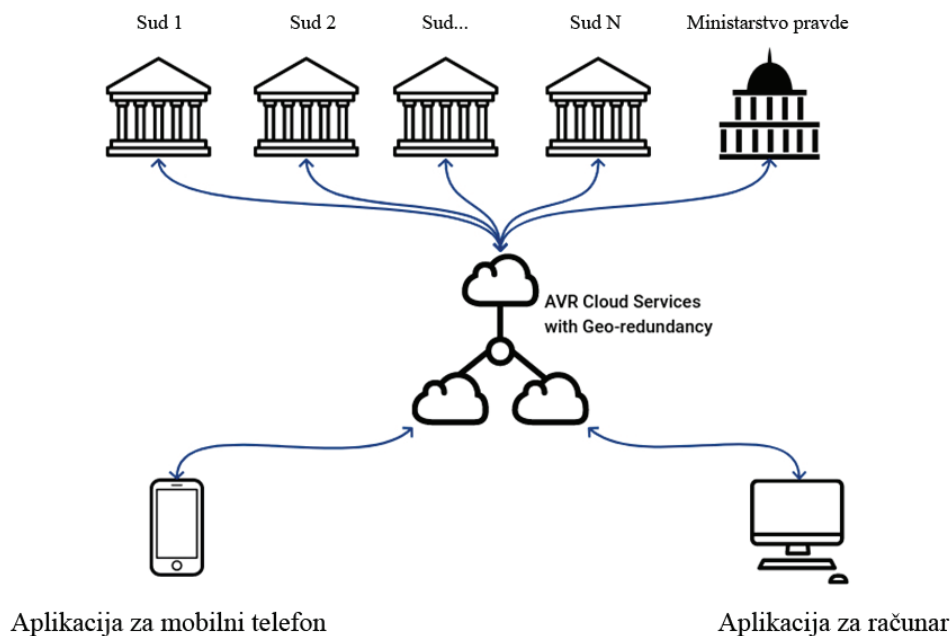 Sud 1
Sud 2
Sud...
Sud N
Ministarstvo pravde
AVR Cloud Services
with Geo-redundancy
Aplikacija za mobilni telefon
Aplikacija za računar